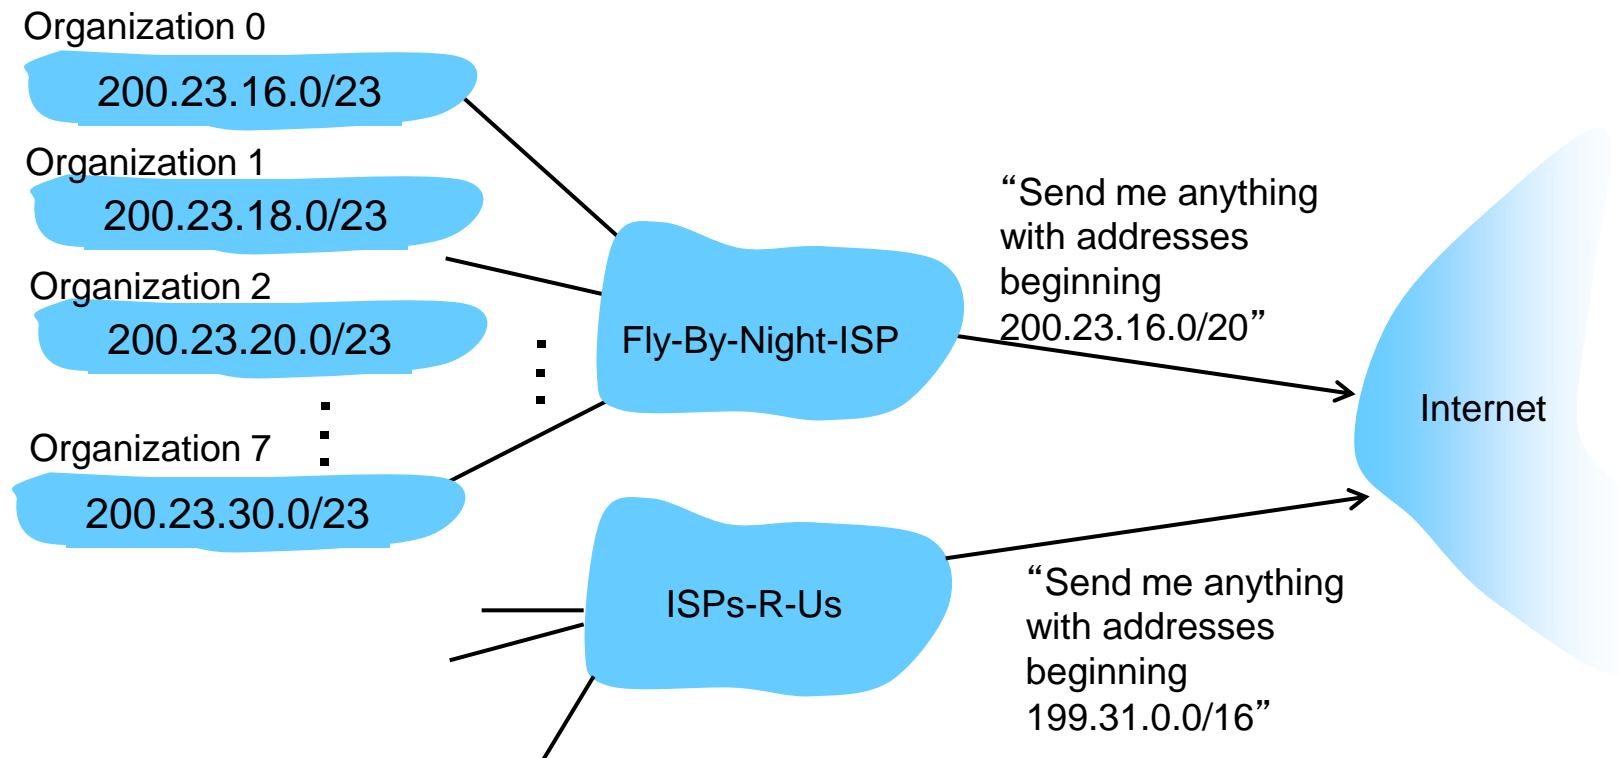 Organization 0
200.23.16.0/23
Organization 1
200.23.18.0/23
Organization 2
200.23.20.0/23
Organization 7
200.23.30.0/23
Fly-By-Night-ISP
“Send me anything
with addresses
beginning
200.23.16.0/20”
Internet
ISPs-R-Us
“Send me anything
with addresses
beginning
199.31.0.0/16”